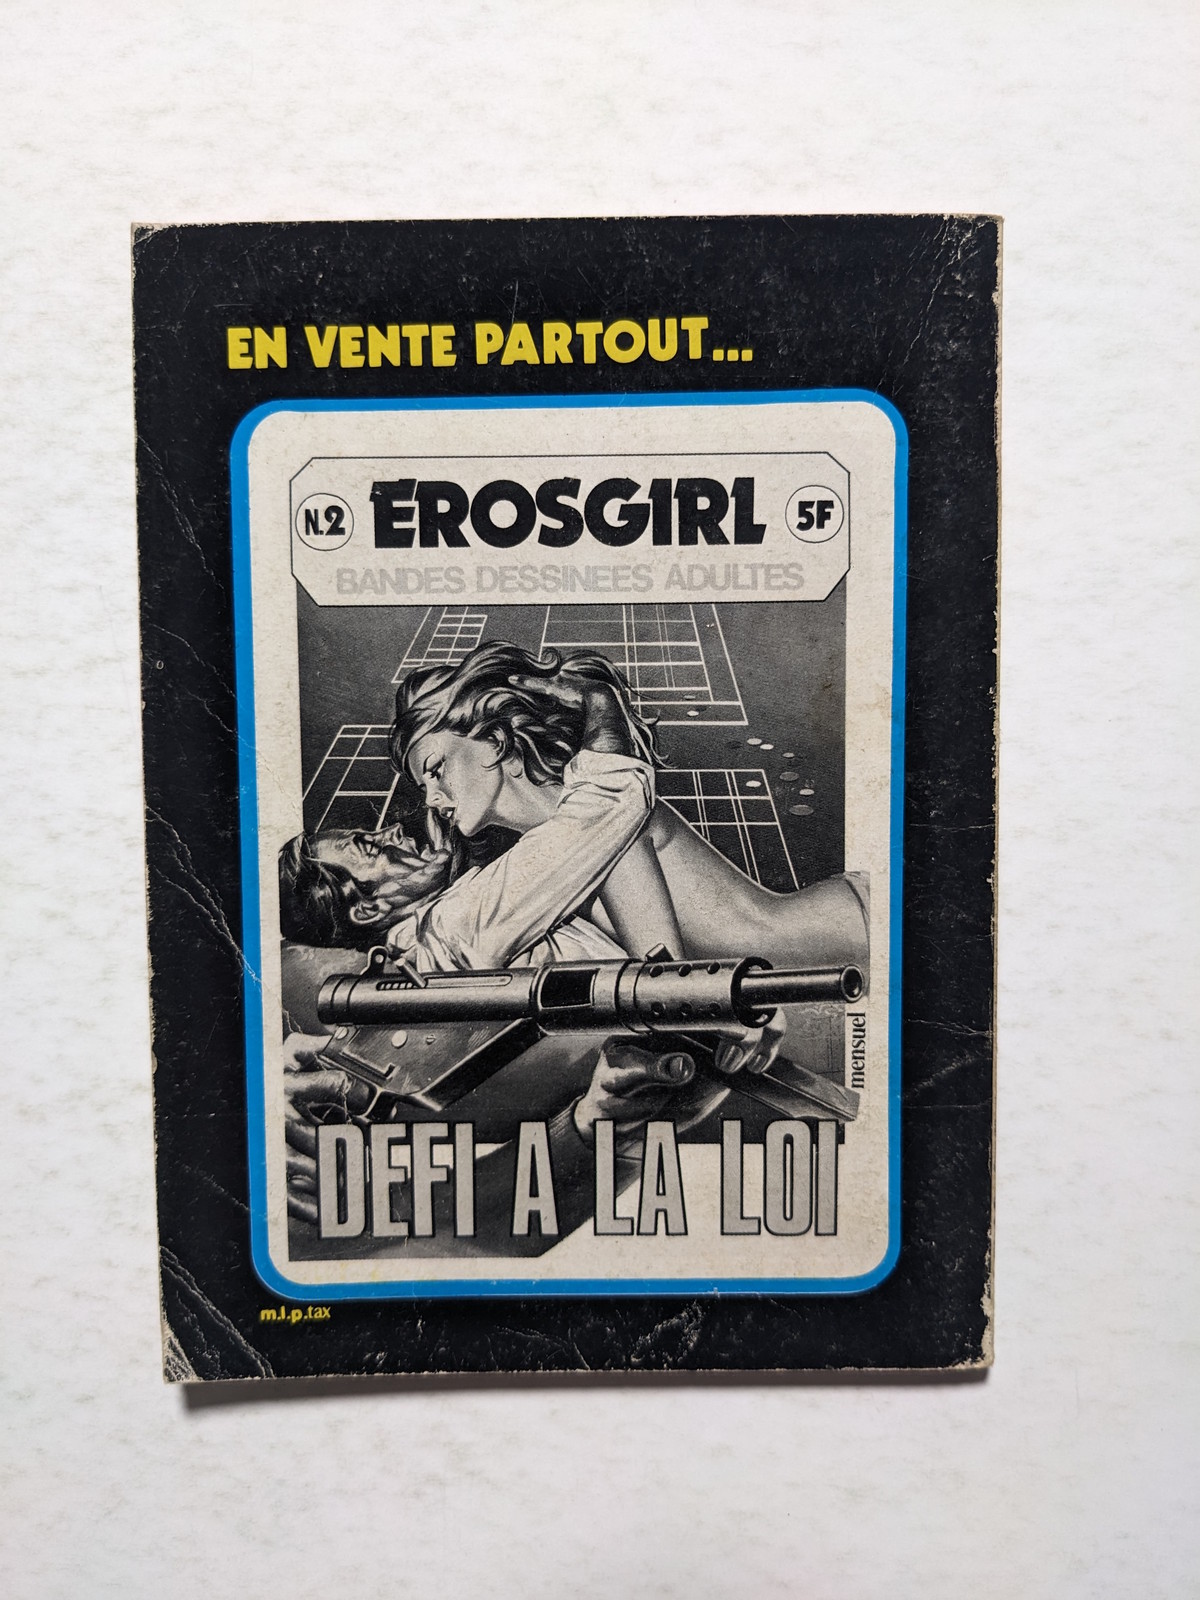 EN VENTE PARTOUT...
N.2 EROSGIRL 5F
BANDES DESSINEES ADULTES
mensuel
DEFI A LA LOI
m.l.p.tax